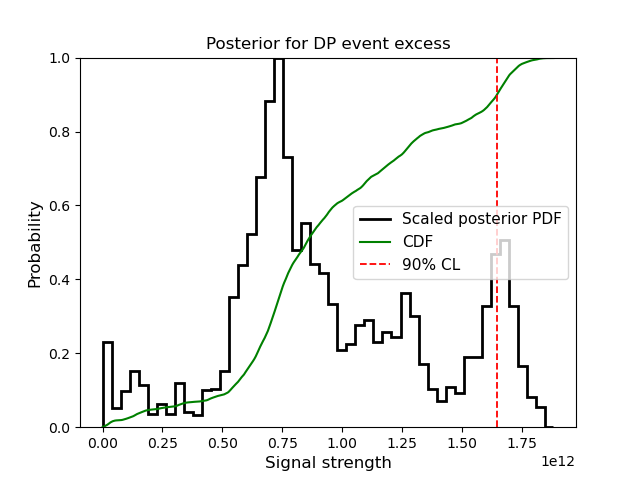 Posterior for DP event excess
Probability
1.0
0.8
0.6
0.4
0.2
0.0
Scaled posterior PDF
CDF
90% CL
0.00 0.25 0.50 0.75 1.00 1.25 1.50 1.75
1e12
Signal strength